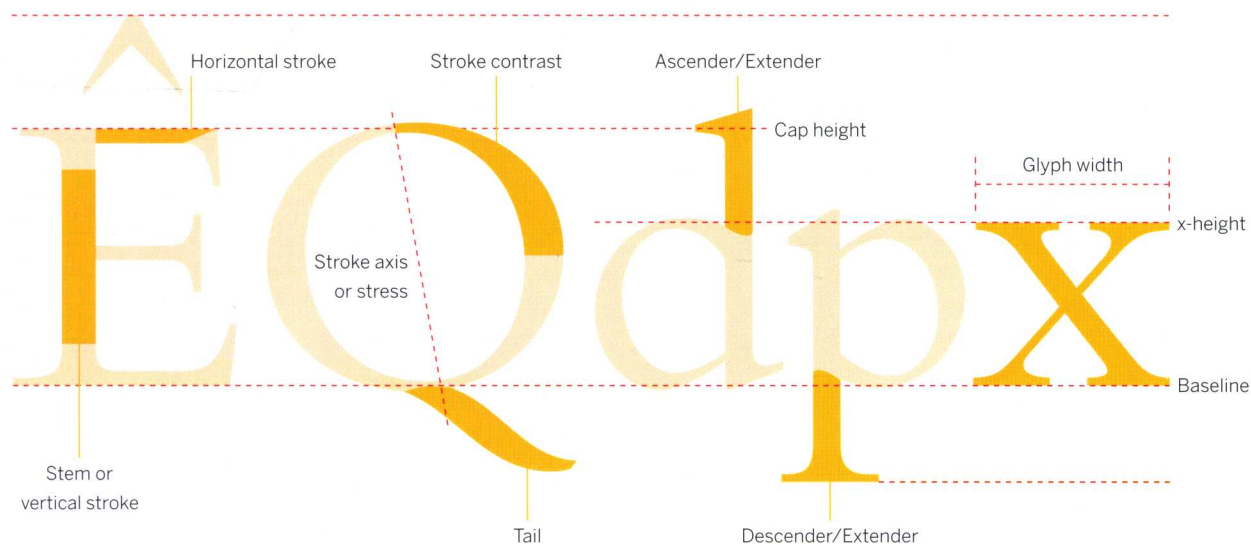 Horizontal stroke
Stroke contrast
Ascender/Extender
Cap height
Glyph width
x-height
ÊQdpx
Stroke axis
or stress
Baseline
Stem or
vertical stroke
Tail
Descender/Extender